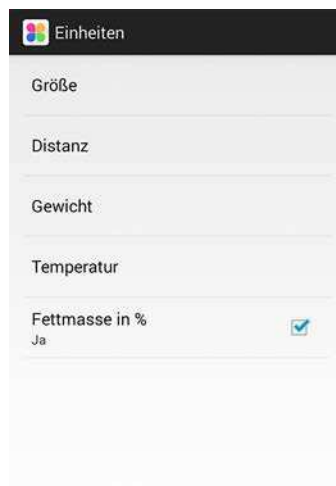 Einheiten
Größe
Distanz
Gewicht
Temperatur
Fettmasse in %
Ja